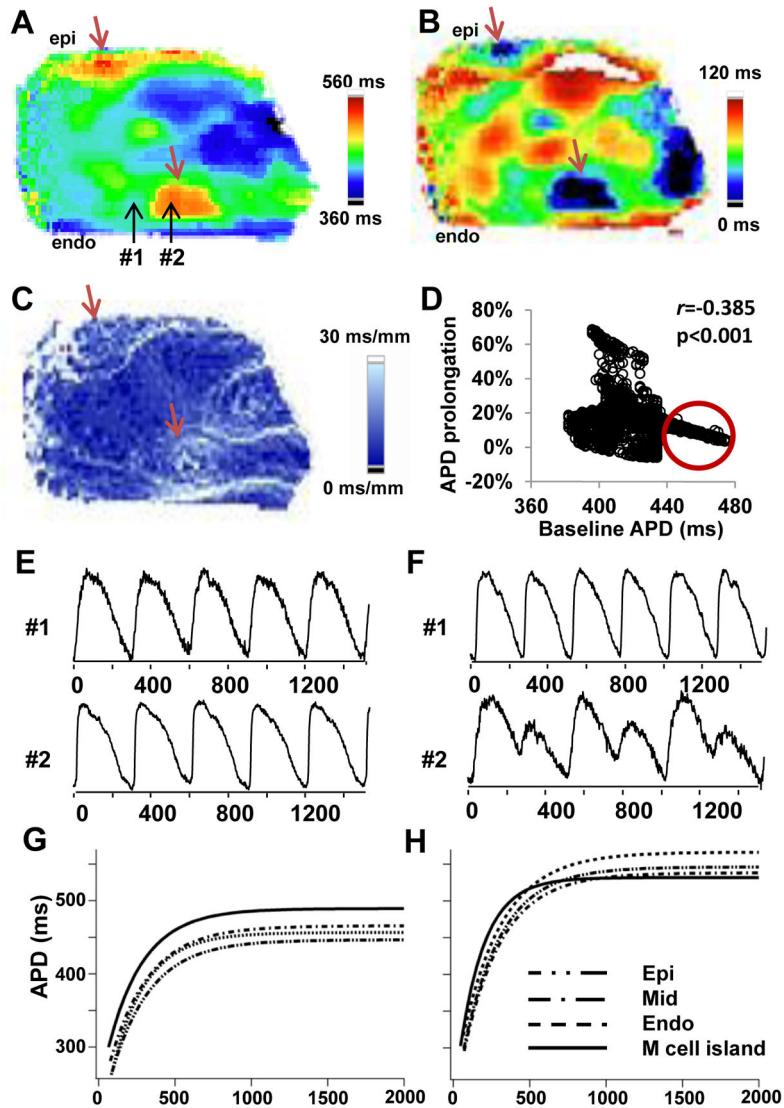 A
epi
endo
#1
#2
560 ms
360 ms
B
epi
endo
120 ms
0 ms
C
30 ms/mm
0 ms/mm
D
r=-0.385
p<0.001
80%
60%
40%
20%
0%
-20%
APD prolongation
360 400 440 480
Baseline APD (ms)
E
#1
0 400 800 1200
#2
0 400 800 1200
F
#1
0 400 800 1200
#2
0 400 800 1200
G
APD (ms)
500
400
300
0 500 1000 1500 2000
H
Epi
Mid
Endo
M cell island
0 500 1000 1500 2000